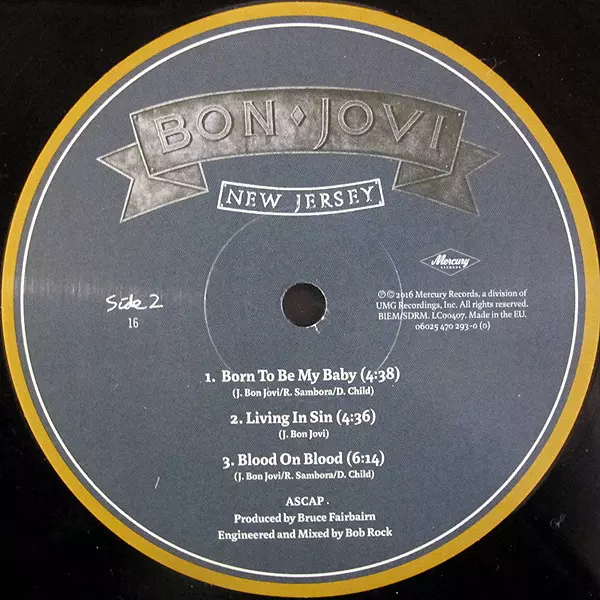 BON♦JOVI
NEW JERSEY
Mercury
RECORDS
Side 2
16
℗© 2016 Mercury Records, a division of
UMG Recordings, Inc. All rights reserved.
BIEM/SDRM. LC00407. Made in the EU.
06025 470 293-0 (0)
1. Born To Be My Baby (4:38)
(J. Bon Jovi/R. Sambora/D. Child)
2. Living In Sin (4:36)
(J. Bon Jovi)
3. Blood On Blood (6:14)
(J. Bon Jovi/R. Sambora/D. Child)
ASCAP.
Produced by Bruce Fairbairn
Engineered and Mixed by Bob Rock